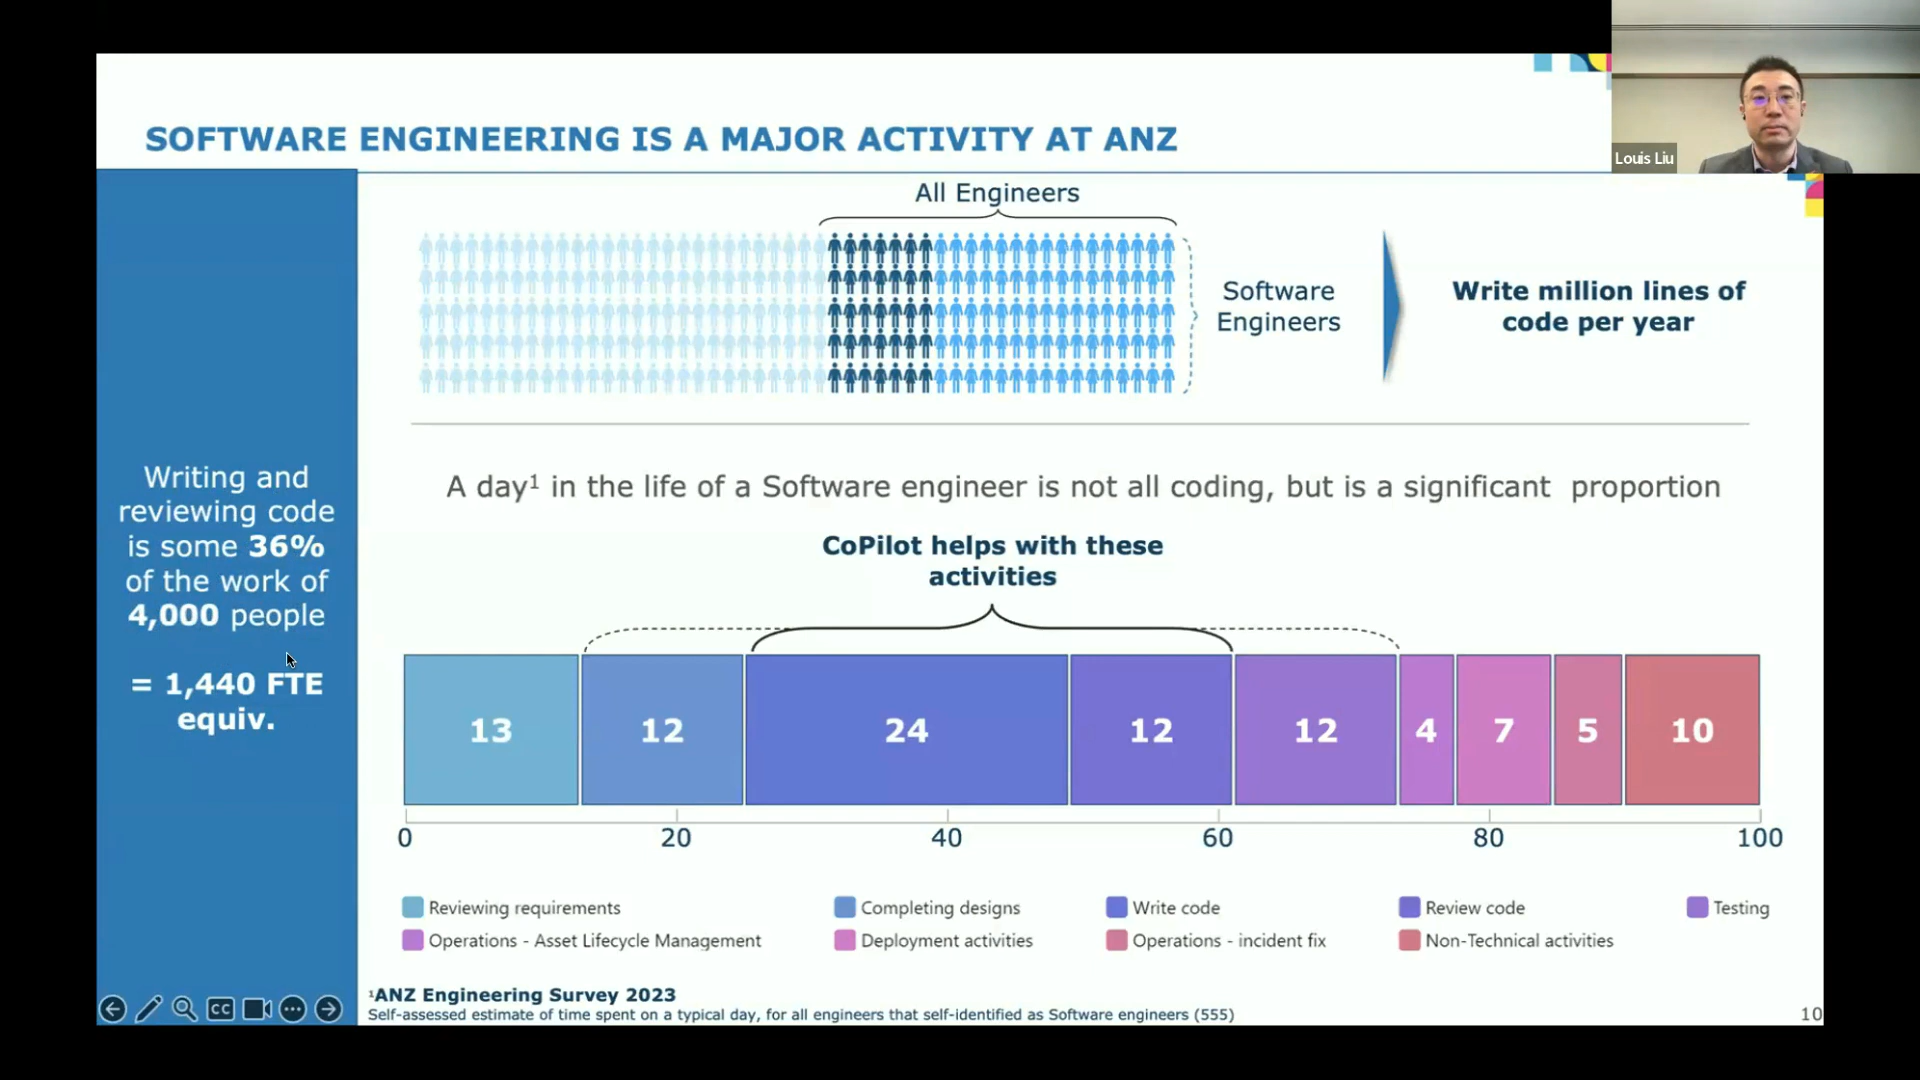 Louis Liu
SOFTWARE ENGINEERING IS A MAJOR ACTIVITY AT ANZ
All Engineers
Software
Engineers
Write million lines of
code per year
Writing and
reviewing code
is some 36%
of the work of
4,000 people
= 1,440 FTE
equiv.
A day¹ in the life of a Software engineer is not all coding, but is a significant proportion
CoPilot helps with these
activities
13 12 24 12 12 4 7 5 10
0 20 40 60 80 100
Reviewing requirements Completing designs Write code Review code Testing
Operations - Asset Lifecycle Management Deployment activities Operations - incident fix Non-Technical activities
¹ANZ Engineering Survey 2023
Self-assessed estimate of time spent on a typical day, for all engineers that self-identified as Software engineers (555)
CC
10